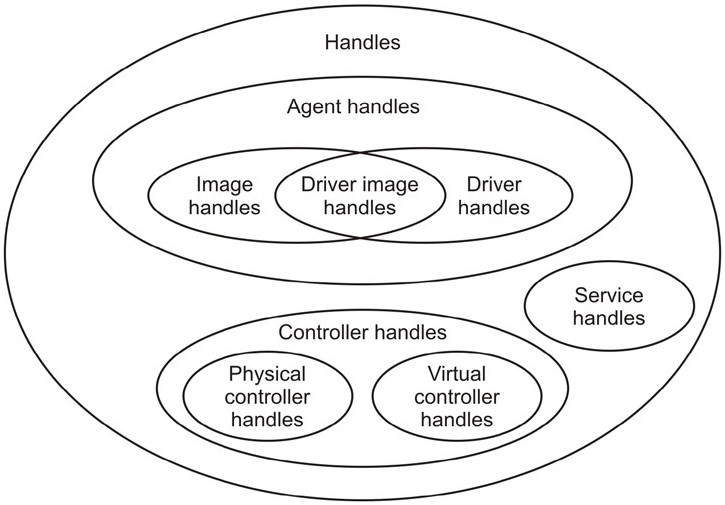 Handles
Agent handles
Image
handles
Driver image
handles
Driver
handles
Service
handles
Controller handles
Physical
controller
handles
Virtual
controller
handles